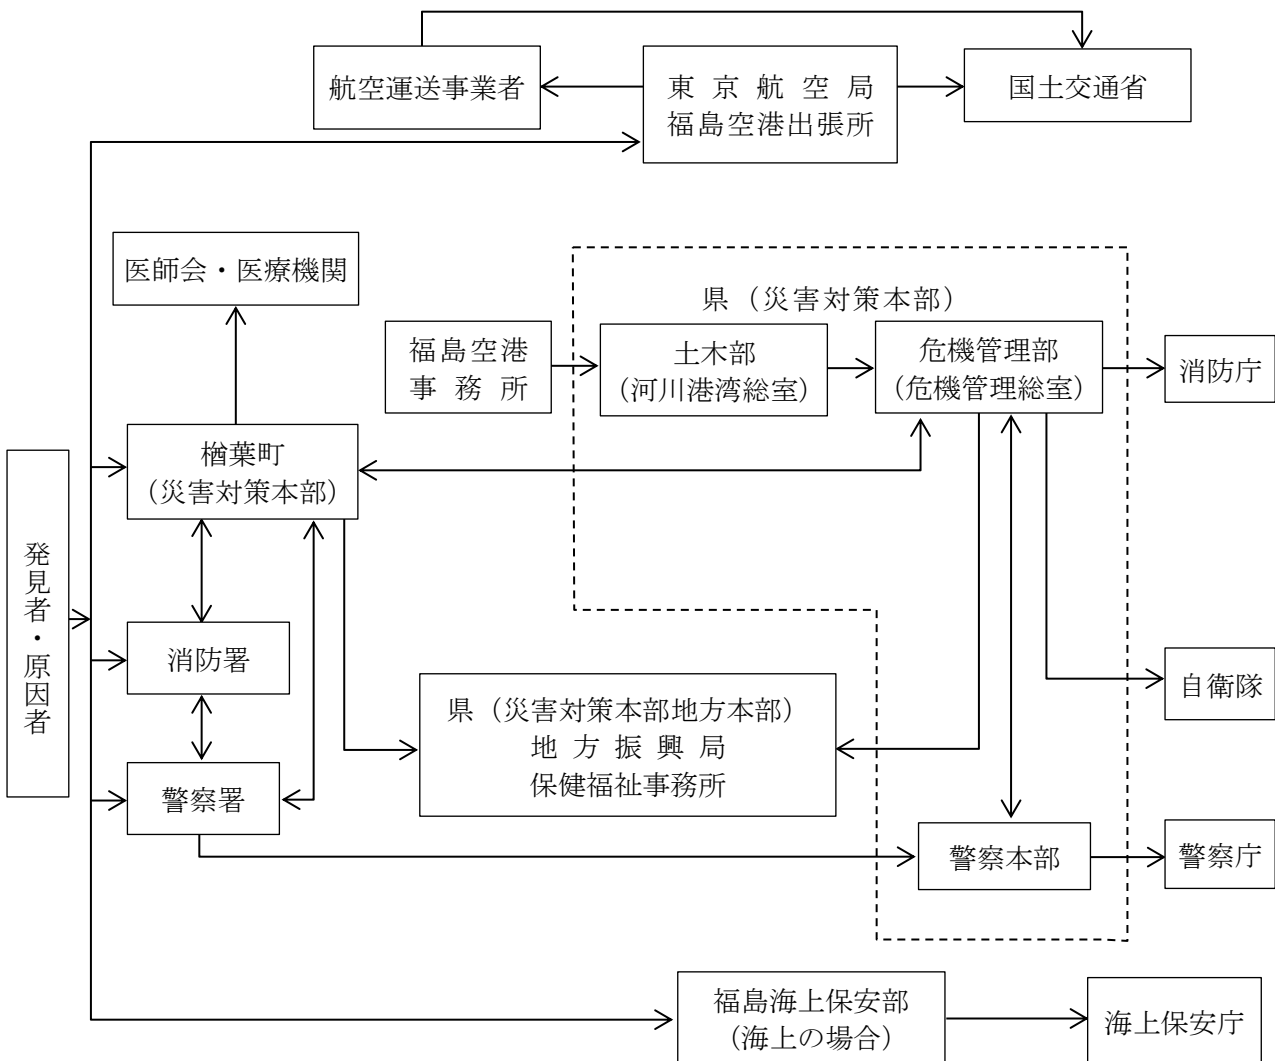 航空運送事業者
東京航空局
福島空港出張所
国土交通省
医師会・医療機関
県（災害対策本部）
福島空港
事務所
土木部
（河川港湾総室）
危機管理部
（危機管理総室）
消防庁
楢葉町
（災害対策本部）
発見者・原因者
消防署
自衛隊
県（災害対策本部地方本部）
地方振興局
保健福祉事務所
警察署
警察本部
警察庁
福島海上保安部
（海上の場合）
海上保安庁